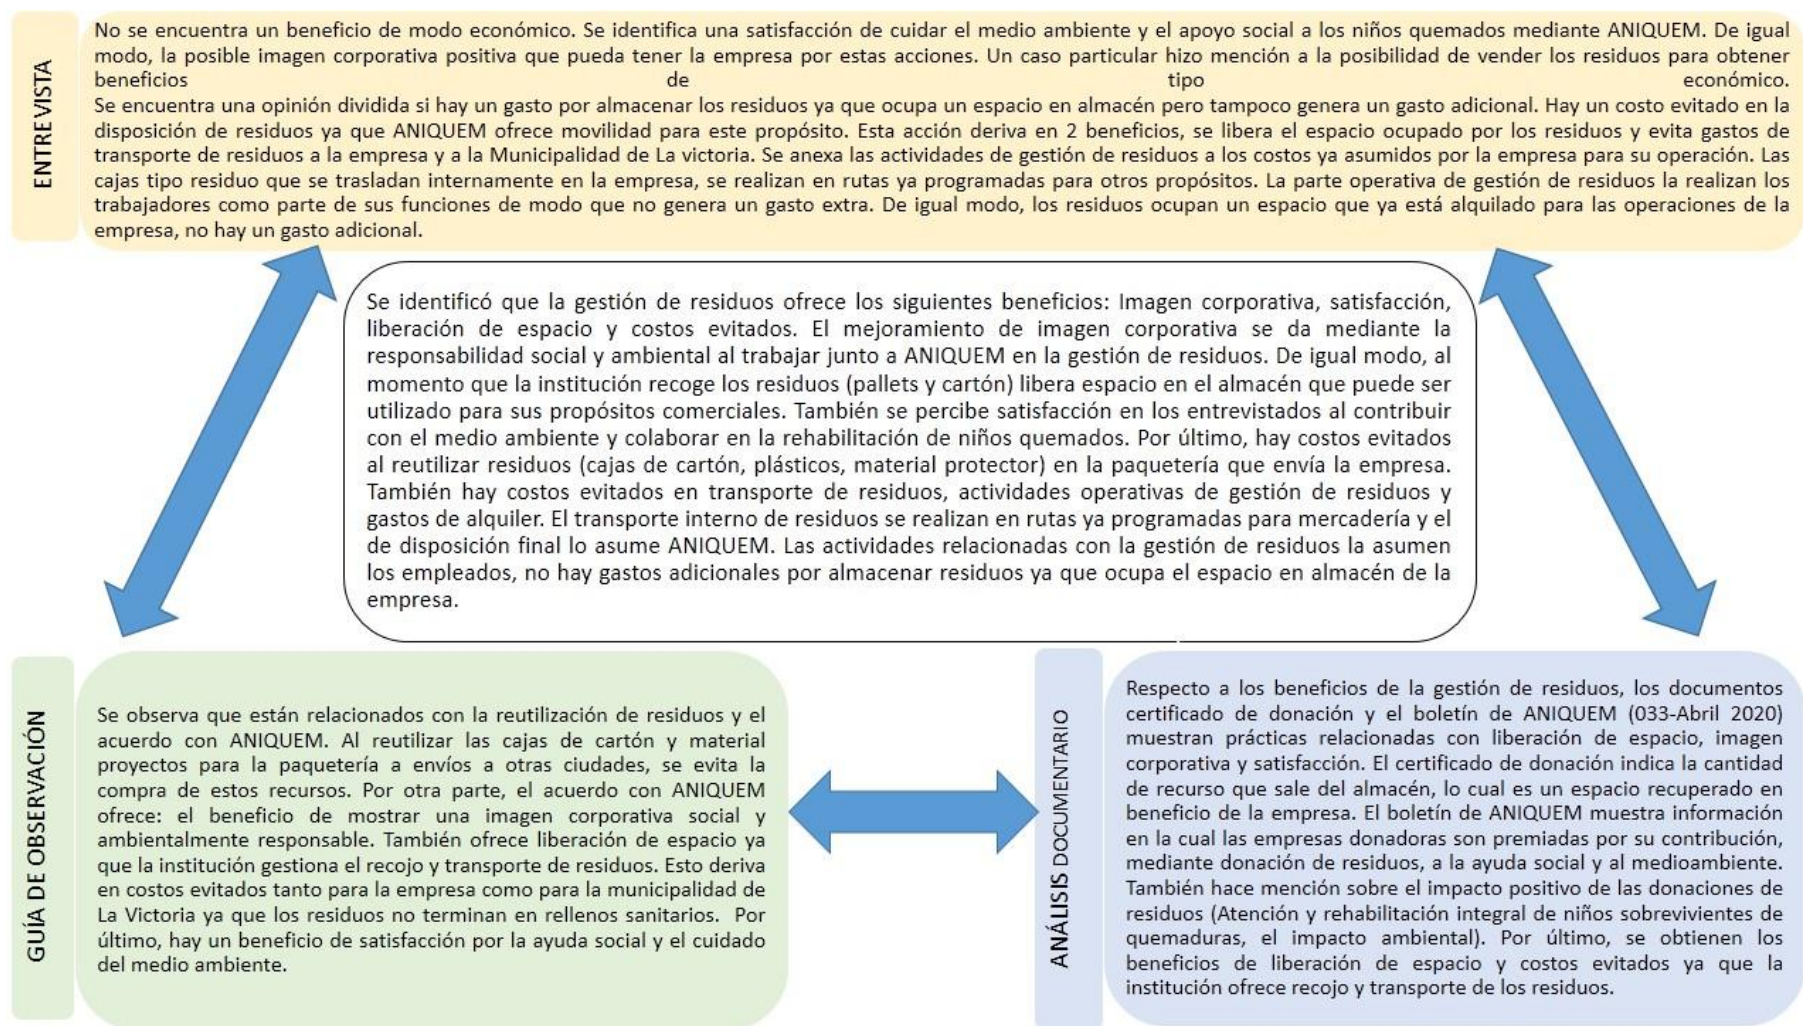 ENTREVISTA
No se encuentra un beneficio de modo económico. Se identifica una satisfacción de cuidar el medio ambiente y el apoyo social a los niños quemados mediante ANIQUEM. De igual
modo, la posible imagen corporativa positiva que pueda tener la empresa por estas acciones. Un caso particular hizo mención a la posibilidad de vender los residuos para obtener
beneficios de tipo económico.
Se encuentra una opinión dividida si hay un gasto por almacenar los residuos ya que ocupa un espacio en almacén pero tampoco genera un gasto adicional. Hay un costo evitado en la
disposición de residuos ya que ANIQUEM ofrece movilidad para este propósito. Esta acción deriva en 2 beneficios, se libera el espacio ocupado por los residuos y evita gastos de
transporte de residuos a la empresa y a la Municipalidad de La victoria. Se anexa las actividades de gestión de residuos a los costos ya asumidos por la empresa para su operación. Las
cajas tipo residuo que se trasladan internamente en la empresa, se realizan en rutas ya programadas para otros propósitos. La parte operativa de gestión de residuos la realizan los
trabajadores como parte de sus funciones de modo que no genera un gasto extra. De igual modo, los residuos ocupan un espacio que ya está alquilado para las operaciones de la
empresa, no hay un gasto adicional.
Se identificó que la gestión de residuos ofrece los siguientes beneficios: Imagen corporativa, satisfacción,
liberación de espacio y costos evitados. El mejoramiento de imagen corporativa se da mediante la
responsabilidad social y ambiental al trabajar junto a ANIQUEM en la gestión de residuos. De igual modo, al
momento que la institución recoge los residuos (pallets y cartón) libera espacio en el almacén que puede ser
utilizado para sus propósitos comerciales. También se percibe satisfacción en los entrevistados al contribuir
con el medio ambiente y colaborar en la rehabilitación de niños quemados. Por último, hay costos evitados
al reutilizar residuos (cajas de cartón, plásticos, material protector) en la paquetería que envía la empresa.
También hay costos evitados en transporte de residuos, actividades operativas de gestión de residuos y
gastos de alquiler. El transporte interno de residuos se realizan en rutas ya programadas para mercadería y el
de disposición final lo asume ANIQUEM. Las actividades relacionadas con la gestión de residuos la asumen
los empleados, no hay gastos adicionales por almacenar residuos ya que ocupa el espacio en almacén de la
empresa.
GUÍA DE OBSERVACIÓN
Se observa que están relacionados con la reutilización de residuos y el
acuerdo con ANIQUEM. Al reutilizar las cajas de cartón y material
proyectos para la paquetería a envíos a otras ciudades, se evita la
compra de estos recursos. Por otra parte, el acuerdo con ANIQUEM
ofrece: el beneficio de mostrar una imagen corporativa social y
ambientalmente responsable. También ofrece liberación de espacio ya
que la institución gestiona el recojo y transporte de residuos. Esto deriva
en costos evitados tanto para la empresa como para la municipalidad de
La Victoria ya que los residuos no terminan en rellenos sanitarios. Por
último, hay un beneficio de satisfacción por la ayuda social y el cuidado
del medio ambiente.
ANÁLISIS DOCUMENTARIO
Respecto a los beneficios de la gestión de residuos, los documentos
certificado de donación y el boletín de ANIQUEM (033-Abril 2020)
muestran prácticas relacionadas con liberación de espacio, imagen
corporativa y satisfacción. El certificado de donación indica la cantidad
de recurso que sale del almacén, lo cual es un espacio recuperado en
beneficio de la empresa. El boletín de ANIQUEM muestra información
en la cual las empresas donadoras son premiadas por su contribución,
mediante donación de residuos, a la ayuda social y al medioambiente.
También hace mención sobre el impacto positivo de las donaciones de
residuos (Atención y rehabilitación integral de niños sobrevivientes de
quemaduras, el impacto ambiental). Por último, se obtienen los
beneficios de liberación de espacio y costos evitados ya que la
institución ofrece recojo y transporte de los residuos.